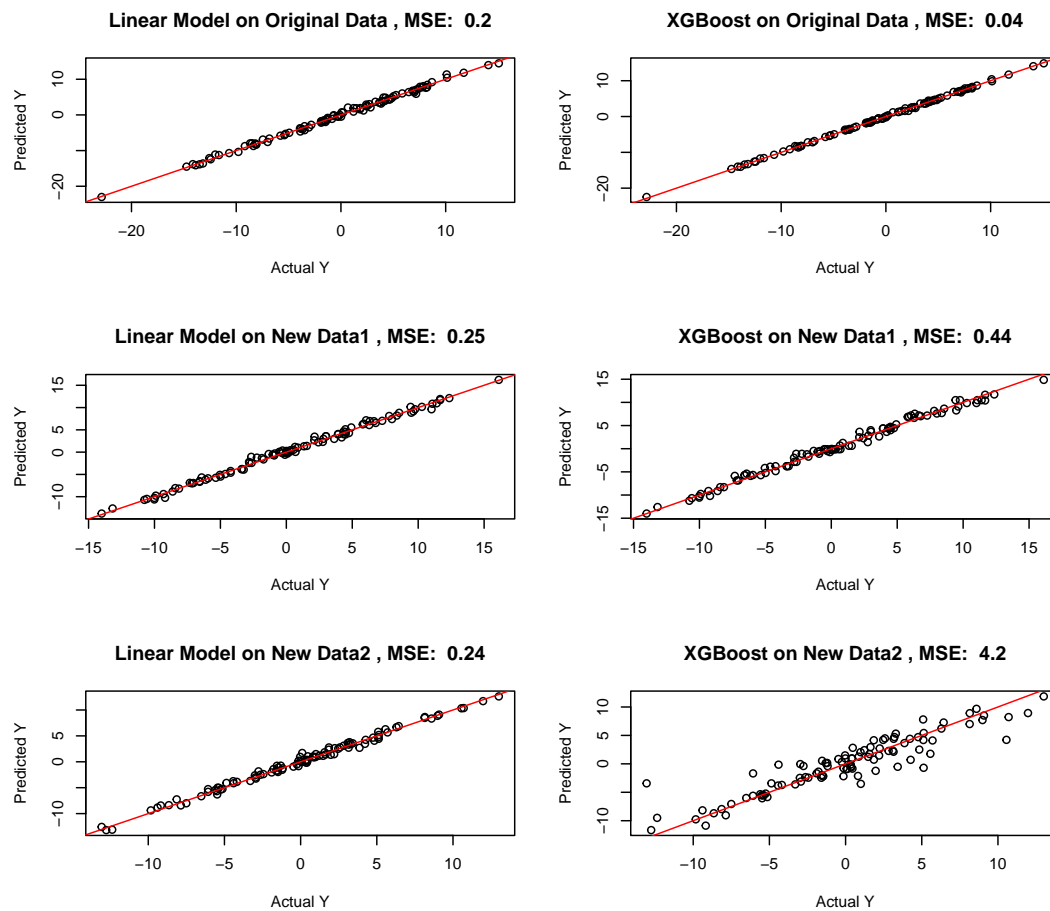 Linear Model on Original Data , MSE:  0.2
Predicted Y
−20
0
10
−20
−10
0
10
Actual Y
XGBoost on Original Data , MSE:  0.04
Predicted Y
−20
0
10
−20
−10
0
10
Actual Y
Linear Model on New Data1 , MSE:  0.25
Predicted Y
−10
0
5
15
−15
−10
−5
0
5
10
15
Actual Y
XGBoost on New Data1 , MSE:  0.44
Predicted Y
−15
−5
5
15
−15
−10
−5
0
5
10
15
Actual Y
Linear Model on New Data2 , MSE:  0.24
Predicted Y
−10
0
5
−10
−5
0
5
10
Actual Y
XGBoost on New Data2 , MSE:  4.2
Predicted Y
−10
0
5
10
−10
−5
0
5
10
Actual Y